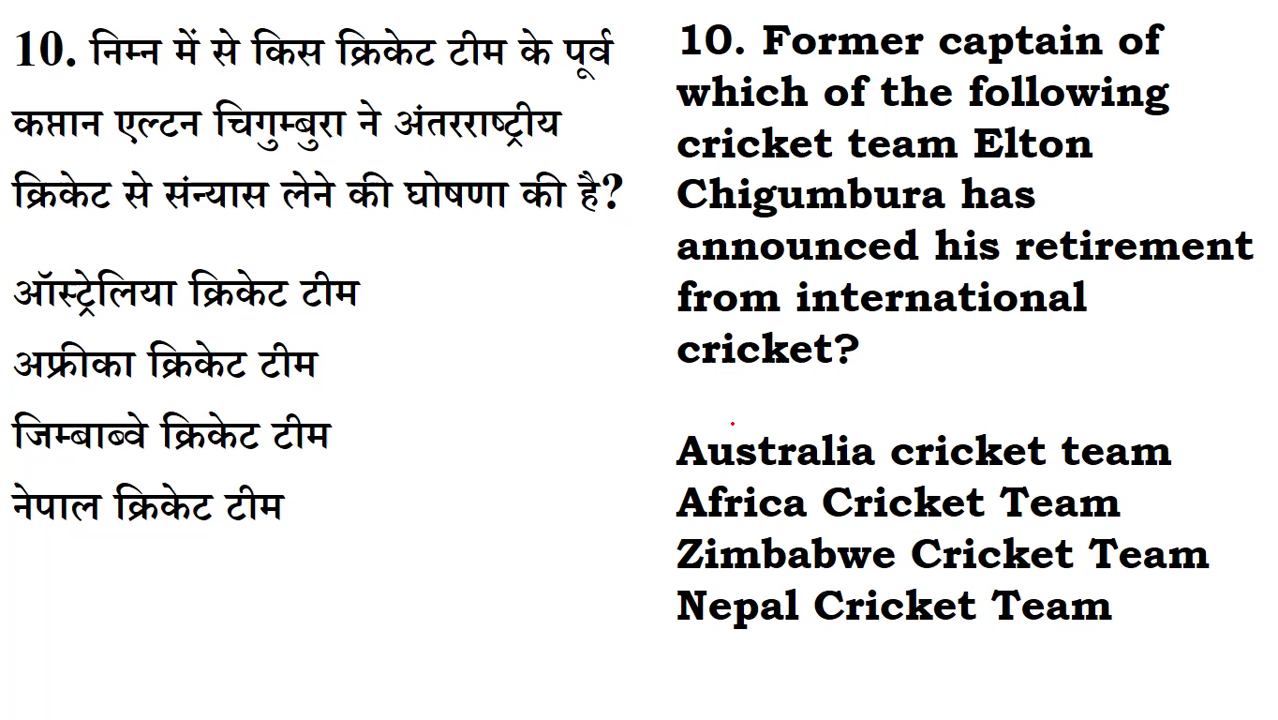 10. निम्न में से किस क्रिकेट टीम के पूर्व
कप्तान एल्टन चिगुम्बुरा ने अंतरराष्ट्रीय
क्रिकेट से संन्यास लेने की घोषणा की है?
ऑस्ट्रेलिया क्रिकेट टीम
अफ्रीका क्रिकेट टीम
जिम्बाब्वे क्रिकेट टीम
नेपाल क्रिकेट टीम
10. Former captain of
which of the following
cricket team Elton
Chigumbura has
announced his retirement
from international
cricket?
Australia cricket team
Africa Cricket Team
Zimbabwe Cricket Team
Nepal Cricket Team